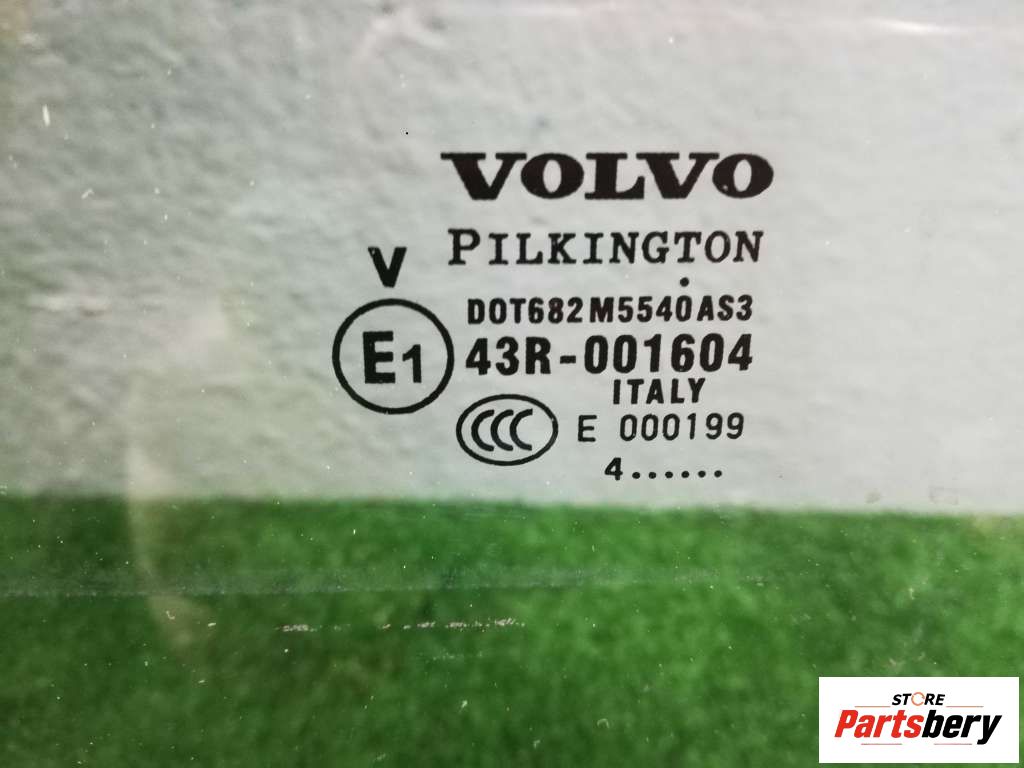 VOLVO
PILKINGTON
V
DOT682 M5540 AS3
E1 43R-001604
ITALY
CCC E 000199
4......
STORE
Partsbery